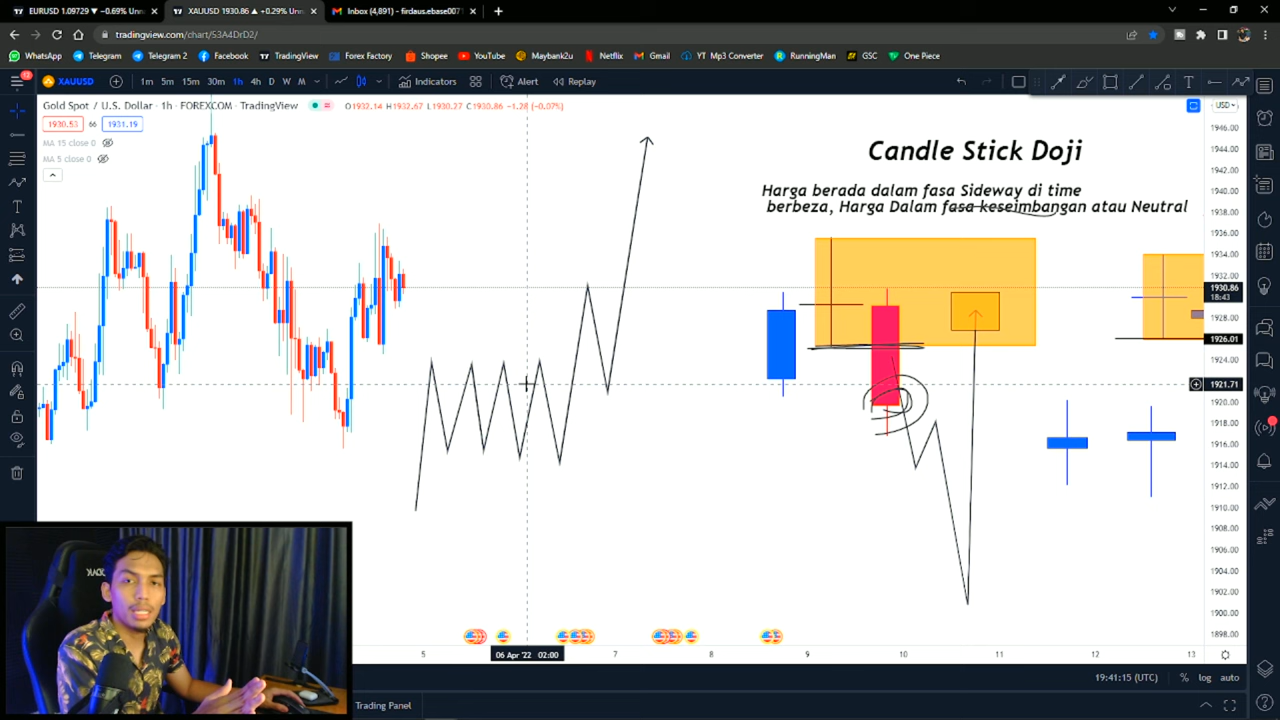 EURUSD 1.09729 ▼ −0.69% Unn
XAUUSD 1930.86 ▲ +0.29% Unn
Inbox (4,891) - firdaus.ebase0071
tradingview.com/chart/S3A4DrD2/
WhatsApp
Telegram
Telegram 2
Facebook
TradingView
Forex Factory
Shopee
YouTube
Maybank2u
Netflix
Gmail
YT Mp3 Converter
RunningMan
GSC
One Piece
XAUUSD
1m 5m 15m 30m 1h 4h D W M
Indicators
Alert
Replay
Gold Spot / U.S. Dollar · 1h · FOREXCOM · TradingView
O1932.14 H1932.67 L1930.27 C1930.86 −1.28 (−0.07%)
1930.53 66 1931.19
MA 15 close 0
MA 5 close 0
USD
Candle Stick Doji
Harga berada dalam fasa Sideway di time
berbeza, Harga Dalam fasa keseimbangan atau Neutral
1946.00
1944.00
1942.00
1940.00
1938.00
1936.00
1934.00
1932.00
1930.86
18:43
1928.00
1926.01
1924.00
1921.71
1920.00
1918.00
1916.00
1914.00
1912.00
1910.00
1908.00
1906.00
1904.00
1902.00
1900.00
1898.00
5 06 Apr '22 02:00 7 8 9 10 11 12 13
19:41:15 (UTC) % log auto
Trading Panel